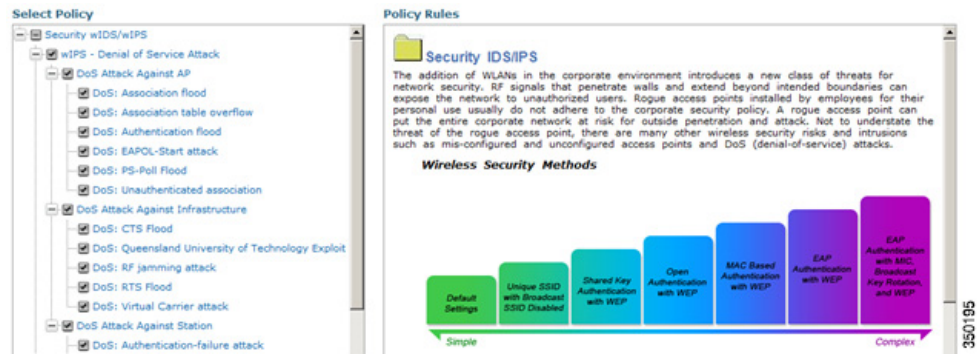 Select Policy
Security wIDS/wIPS
wIPS - Denial of Service Attack
DoS Attack Against AP
DoS: Association flood
DoS: Association table overflow
DoS: Authentication flood
DoS: EAPOL-Start attack
DoS: PS-Poll Flood
DoS: Unauthenticated association
DoS Attack Against Infrastructure
DoS: CTS Flood
DoS: Queensland University of Technology Exploit
DoS: RF jamming attack
DoS: RTS Flood
DoS: Virtual Carrier attack
DoS Attack Against Station
DoS: Authentication-failure attack
Policy Rules
Security IDS/IPS
The addition of WLANs in the corporate environment introduces a new class of threats for
network security. RF signals that penetrate walls and extend beyond intended boundaries can
expose the network to unauthorized users. Rogue access points installed by employees for their
personal use usually do not adhere to the corporate security policy. A rogue access point can
put the entire corporate network at risk for outside penetration and attack. Not to understate the
threat of the rogue access point, there are many other wireless security risks and intrusions
such as mis-configured and unconfigured access points and DoS (denial-of-service) attacks.
Wireless Security Methods
Default
Settings
Unique SSID
with Broadcast
SSID Disabled
Shared Key
Authentication
with WEP
Open
Authentication
with WEP
MAC Based
Authentication
with WEP
EAP
Authentication
with WEP
EAP
Authentication
with MIC,
Broadcast
Key Rotation,
and WEP
Simple
Complex
350195